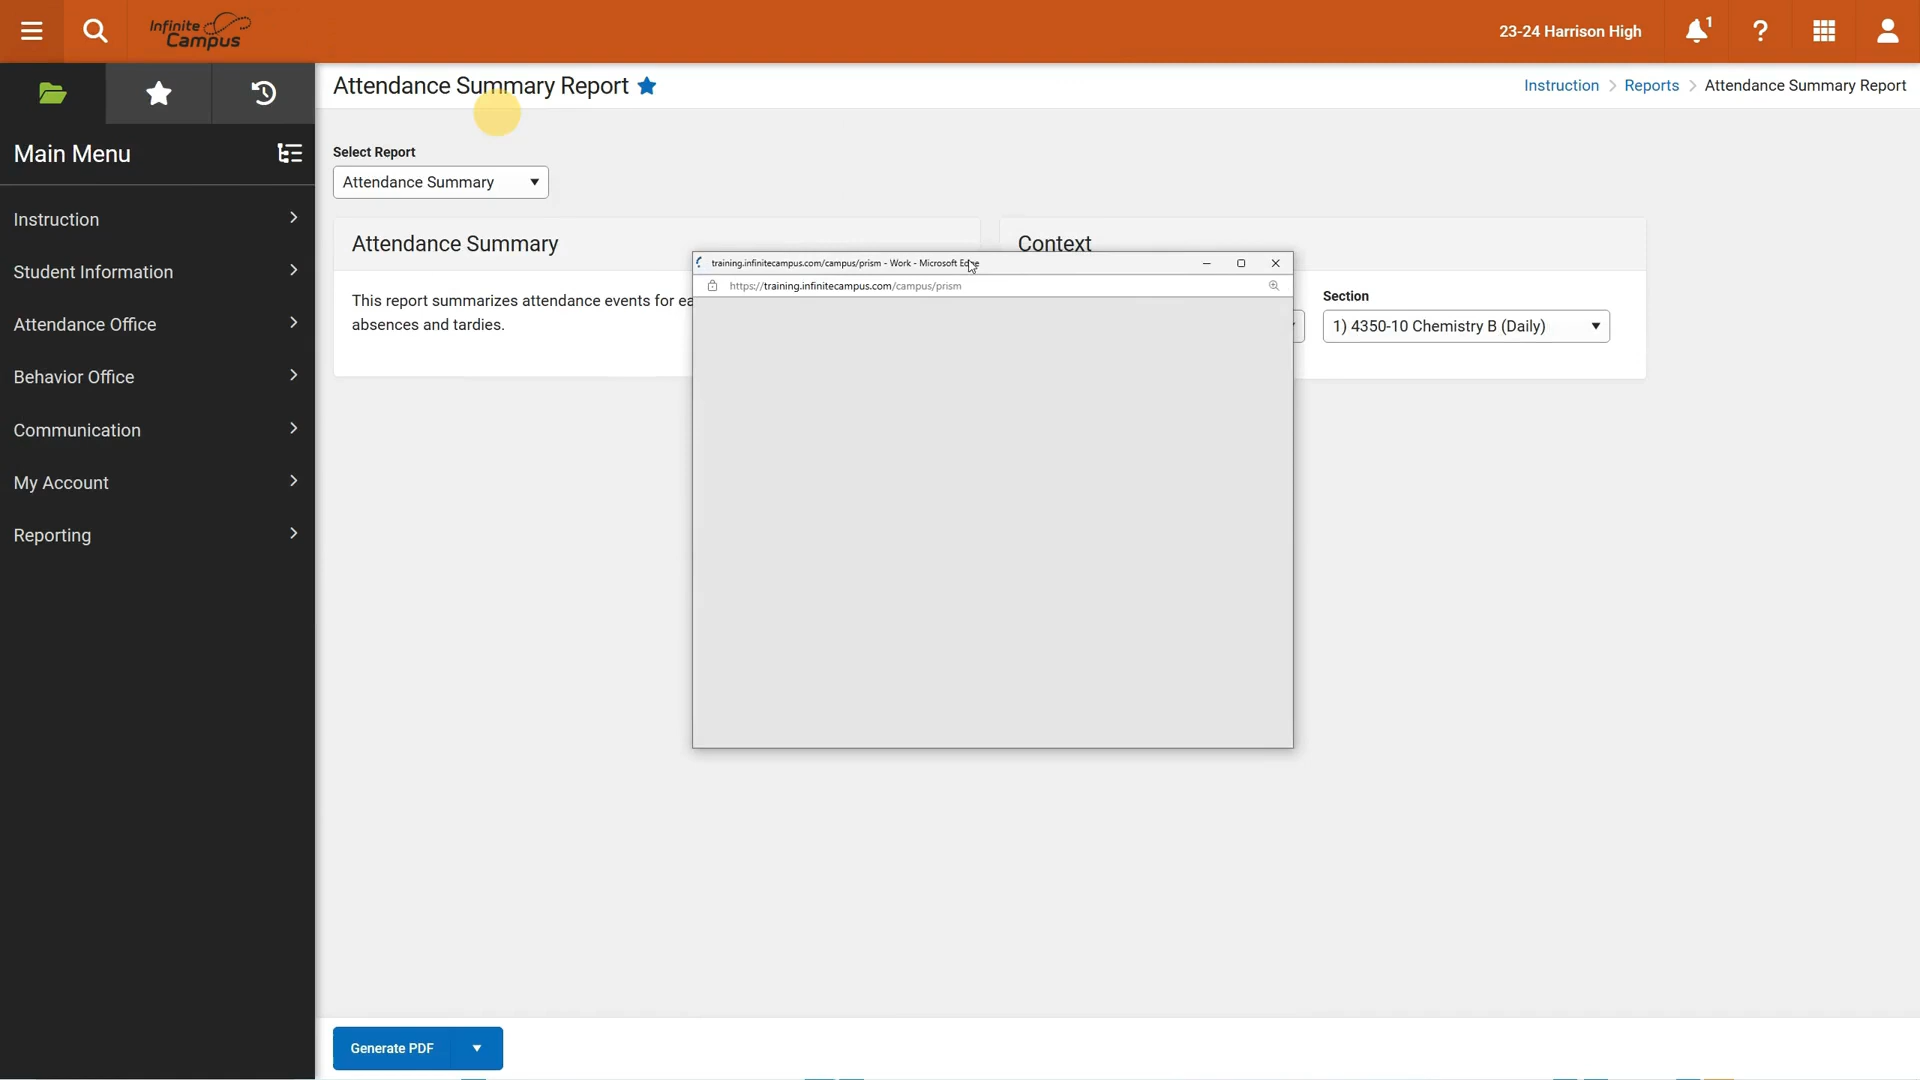 Infinite Campus
23-24 Harrison High
1
?
Attendance Summary Report
Instruction > Reports > Attendance Summary Report
Main Menu
Instruction
Student Information
Attendance Office
Behavior Office
Communication
My Account
Reporting
Select Report
Attendance Summary
Attendance Summary
This report summarizes attendance events for
absences and tardies.
Context
Section
1) 4350-10 Chemistry B (Daily)
training.infinitecampus.com/campus/prism - Work - Microsoft Edge
https://training.infinitecampus.com/campus/prism
Generate PDF